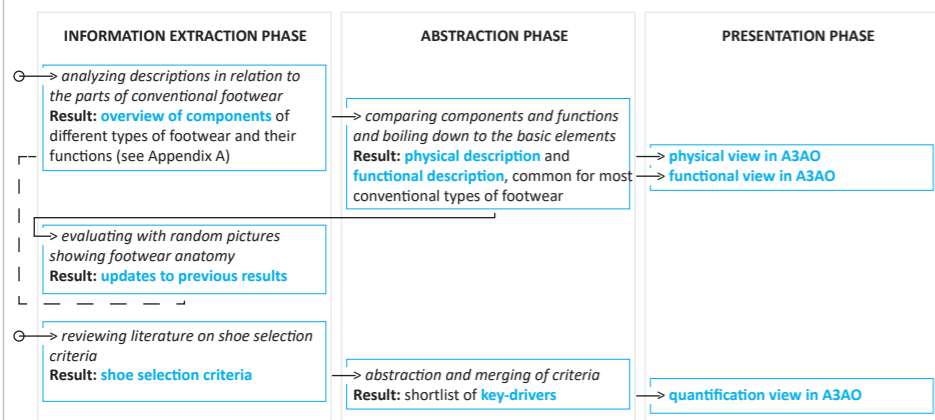 INFORMATION EXTRACTION PHASE
ABSTRACTION PHASE
PRESENTATION PHASE
analyzing descriptions in relation to
the parts of conventional footwear
Result: overview of components of
different types of footwear and their
functions (see Appendix A)
comparing components and functions
and boiling down to the basic elements
Result: physical description and
functional description, common for most
conventional types of footwear
physical view in A3AO
functional view in A3AO
evaluating with random pictures
showing footwear anatomy
Result: updates to previous results
reviewing literature on shoe selection
criteria
Result: shoe selection criteria
abstraction and merging of criteria
Result: shortlist of key-drivers
quantification view in A3AO